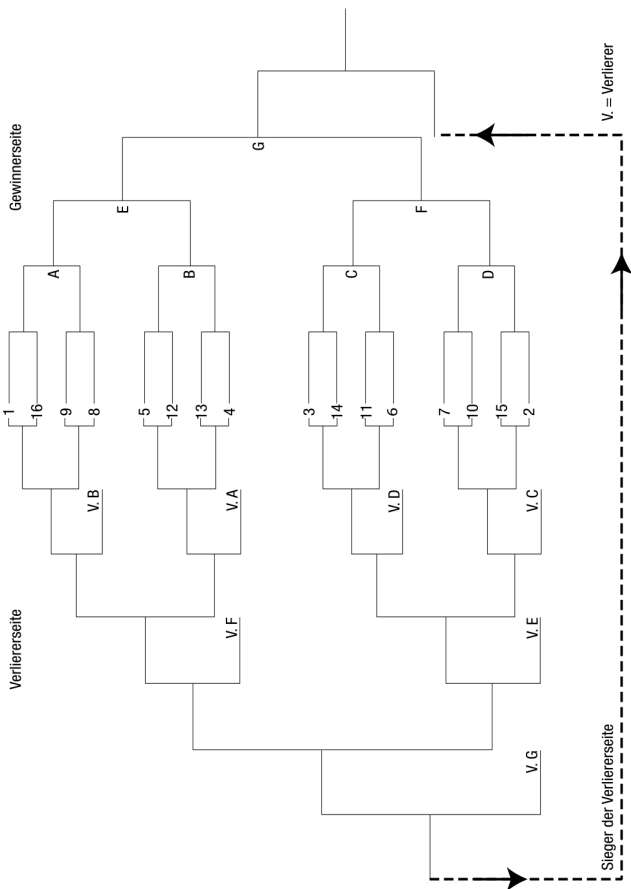 Gewinnerseite
G
E
F
A
B
C
D
1
16
9
8
5
12
13
4
3
14
11
6
7
10
15
2
V. B
V. A
V. D
V. C
Verliererseite
V. F
V. E
V. G
Sieger der Verliererseite
V. = Verlierer